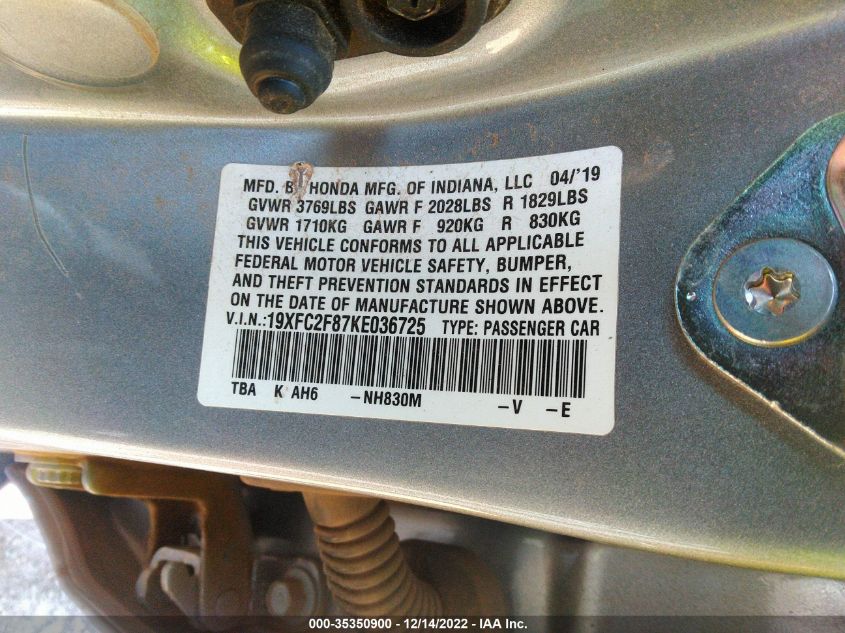 MFD. BY HONDA MFG. OF INDIANA, LLC 04/'19
GVWR 3769LBS GAWR F 2028LBS R 1829LBS
GVWR 1710KG GAWR F 920KG R 830KG
THIS VEHICLE CONFORMS TO ALL APPLICABLE
FEDERAL MOTOR VEHICLE SAFETY, BUMPER,
AND THEFT PREVENTION STANDARDS IN EFFECT
ON THE DATE OF MANUFACTURE SHOWN ABOVE.
V.I.N.:19XFC2F87KE036725 TYPE: PASSENGER CAR
TBA K AH6 -NH830M -V -E
000-35350900 - 12/14/2022 - IAA Inc.